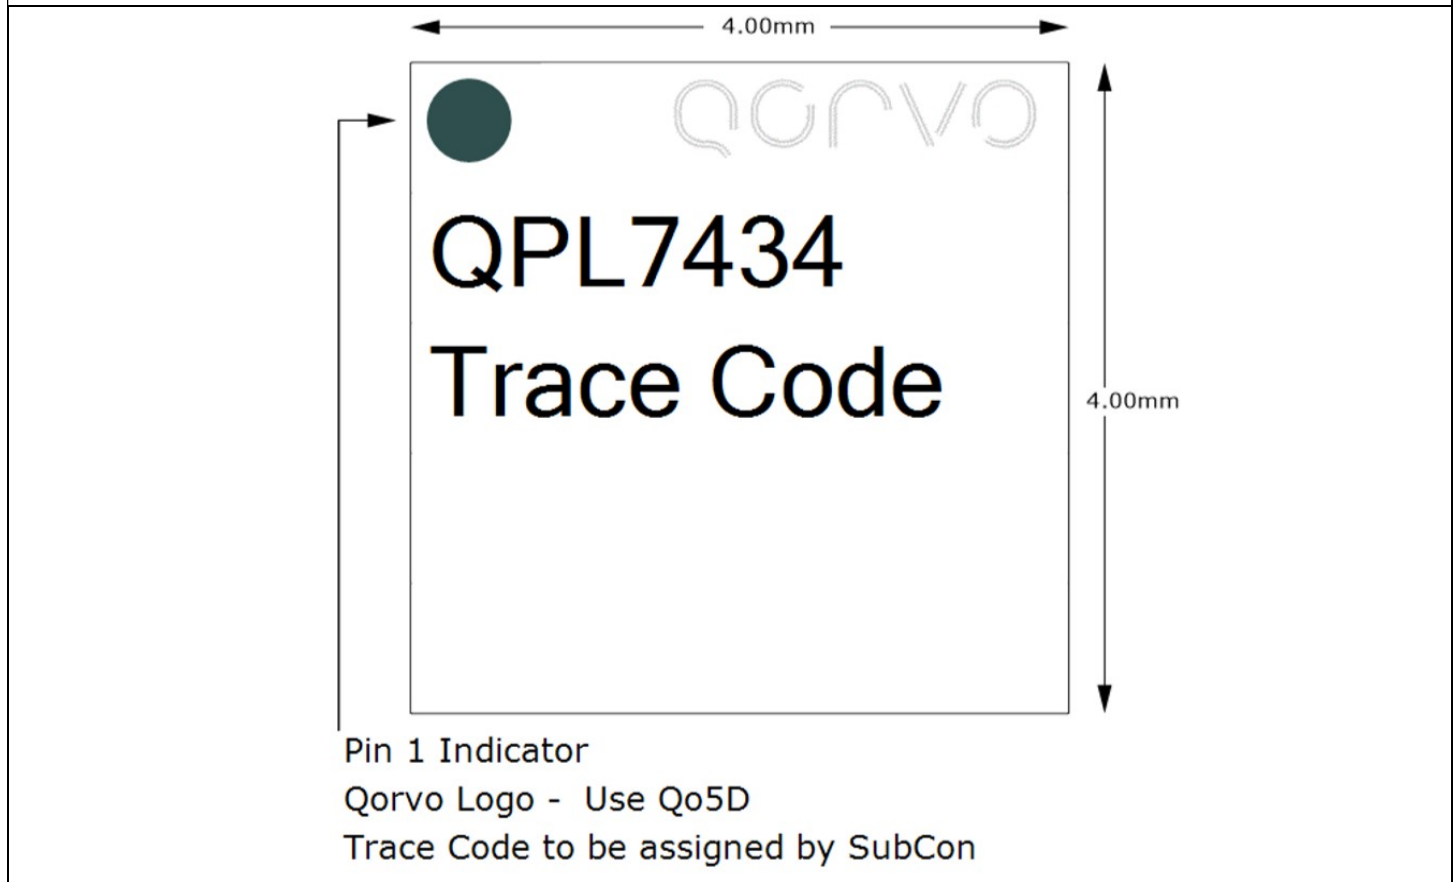 4.00mm
QORVO
QPL7434
Trace Code
4.00mm
Pin 1 Indicator
Qorvo Logo - Use Qo5D
Trace Code to be assigned by SubCon